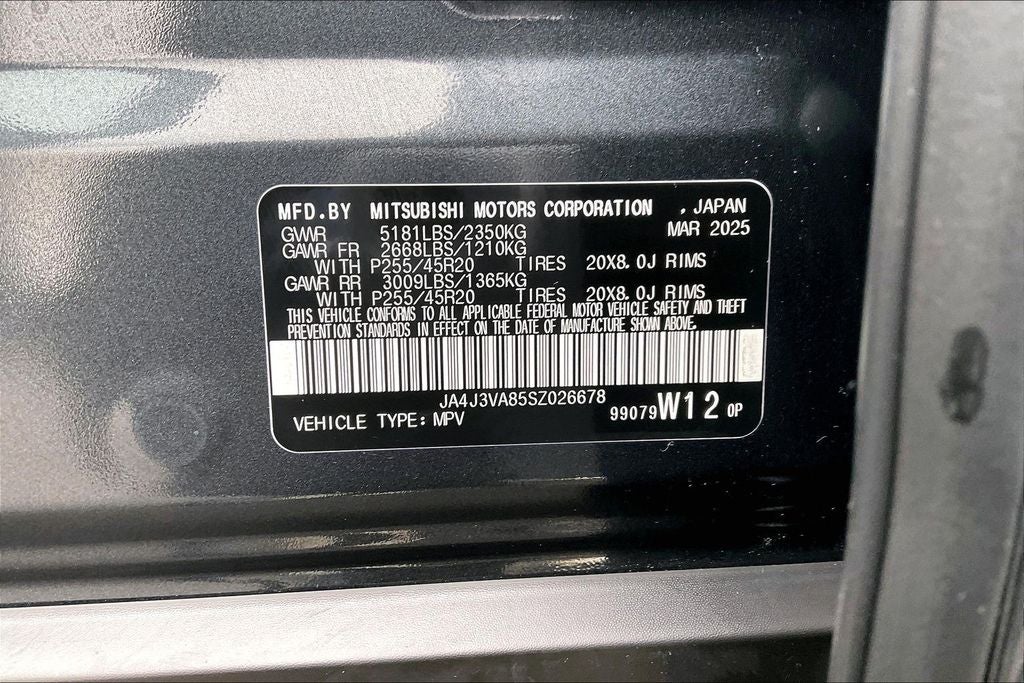 MFD.BY MITSUBISHI MOTORS CORPORATION , JAPAN
GVWR 5181LBS/2350KG MAR 2025
GAWR FR 2668LBS/1210KG
WITH P255/45R20 TIRES 20X8.0J RIMS
GAWR RR 3009LBS/1365KG
WITH P255/45R20 TIRES 20X8.0J RIMS
THIS VEHICLE CONFORMS TO ALL APPLICABLE FEDERAL MOTOR VEHICLE SAFETY AND THEFT
PREVENTION STANDARDS IN EFFECT ON THE DATE OF MANUFACTURE SHOWN ABOVE.
JA4J3VA85SZ026678
VEHICLE TYPE: MPV 99079 W12 0P